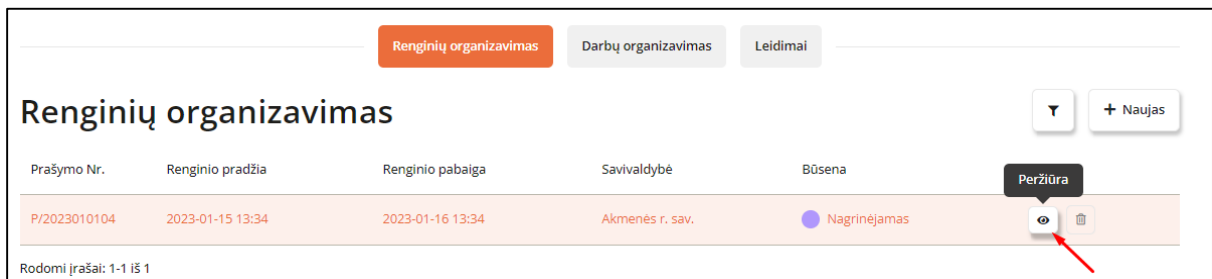 Renginių organizavimas Darbų organizavimas Leidimai
Renginių organizavimas
+ Naujas
Prašymo Nr. Renginio pradžia Renginio pabaiga Savivaldybė Būsena
Peržiūra
P/2023010104 2023-01-15 13:34 2023-01-16 13:34 Akmenės r. sav. Nagrinėjamas
Rodomi įrašai: 1-1 iš 1